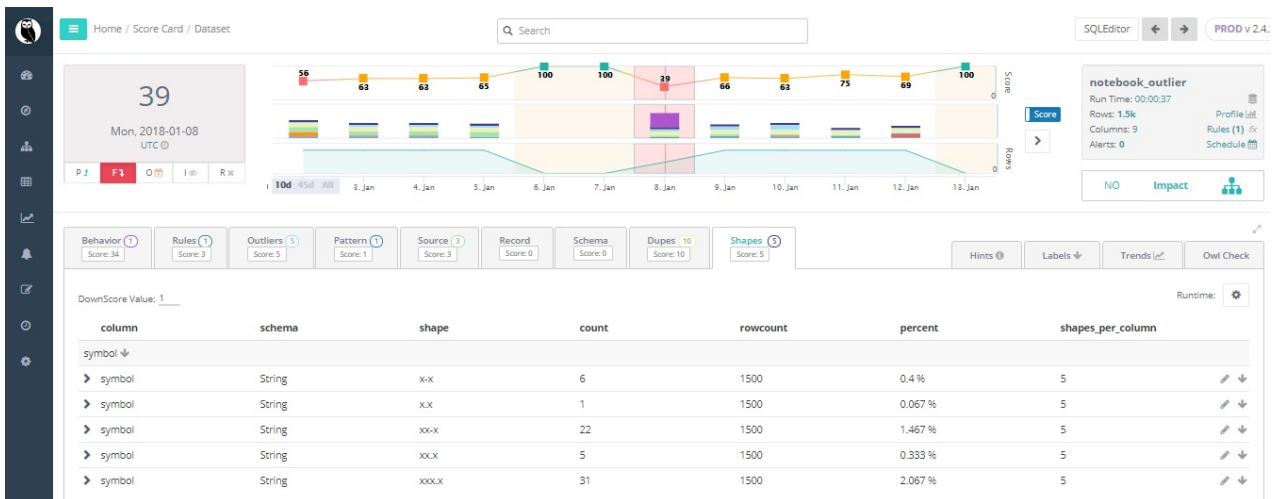 Home / Score Card / Dataset
Search
SQLEditor
PROD v 2.4.
39
Mon, 2018-01-08
UTC
P
F
O
I
R
56
63
63
65
100
100
39
66
63
75
69
100
Score
0
Rows
0
10d 45d All
3. Jan
4. Jan
5. Jan
6. Jan
7. Jan
8. Jan
9. Jan
10. Jan
11. Jan
12. Jan
13. Jan
Score
notebook_outlier
Run Time: 00:00:37
Rows: 1.5k Profile
Columns: 9 Rules (1) fx
Alerts: 0 Schedule
NO Impact
Behavior 1
Score: 34
Rules 1
Score: 3
Outliers 5
Score: 5
Pattern 1
Score: 1
Source 3
Score: 3
Record
Score: 0
Schema
Score: 0
Dupes 10
Score: 10
Shapes 5
Score: 5
Hints
Labels
Trends
Owl Check
DownScore Value: 1
Runtime:
column schema shape count rowcount percent shapes_per_column
symbol
symbol String x-x 6 1500 0.4 % 5
symbol String x.x 1 1500 0.067 % 5
symbol String xx-x 22 1500 1.467 % 5
symbol String xx.x 5 1500 0.333 % 5
symbol String xxx.x 31 1500 2.067 % 5